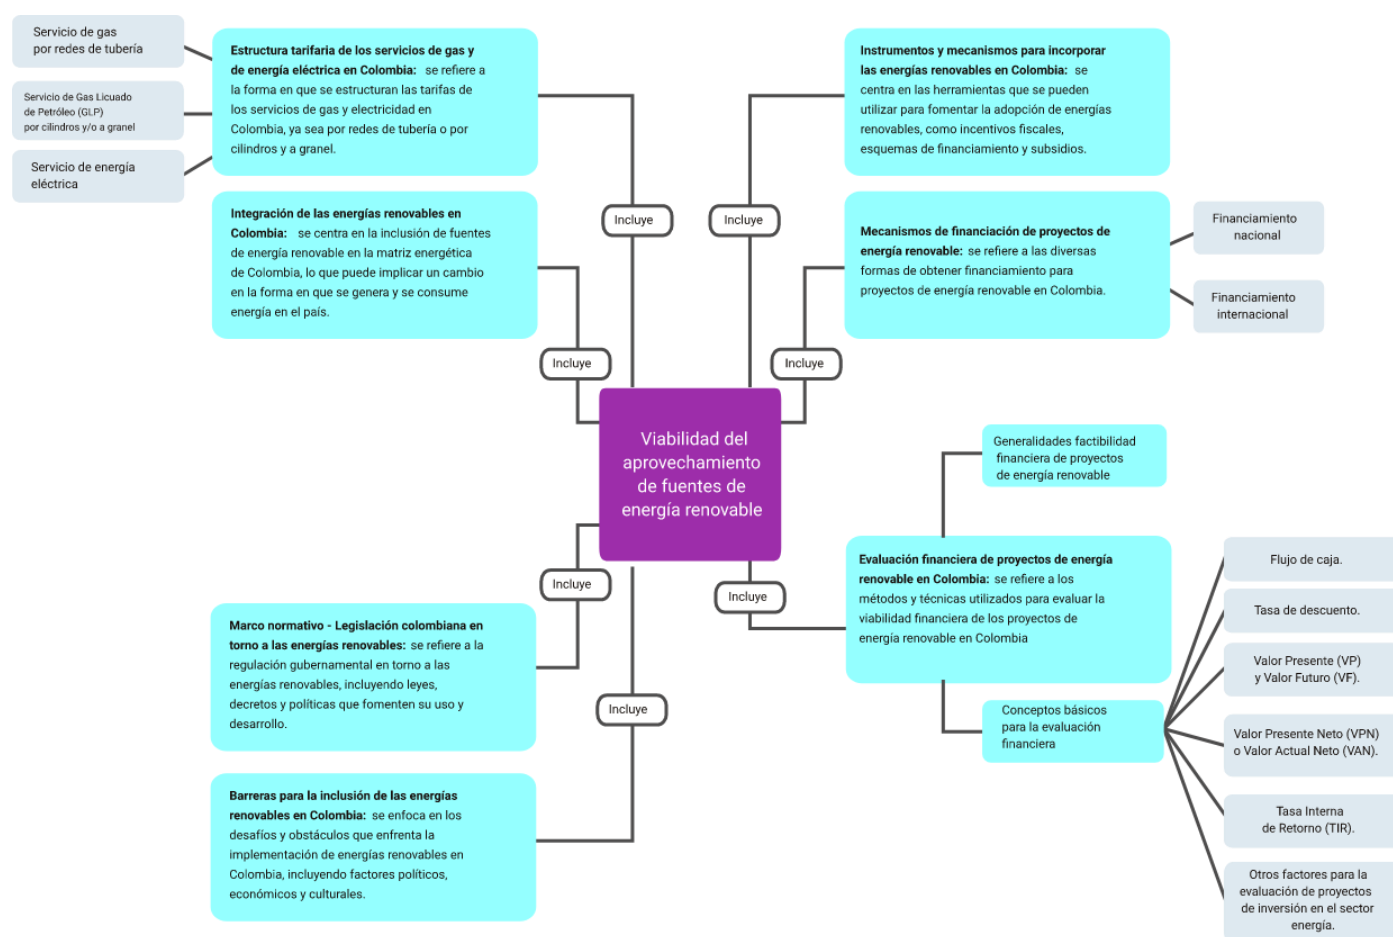 Servicio de gas
por redes de tubería
Servicio de Gas Licuado
de Petróleo (GLP)
por cilindros y/o a granel
Servicio de energía
eléctrica
Estructura tarifaria de los servicios de gas y
de energía eléctrica en Colombia: se refiere a
la forma en que se estructuran las tarifas de
los servicios de gas y electricidad en
Colombia, ya sea por redes de tubería o por
cilindros y a granel.
Integración de las energías renovables en
Colombia: se centra en la inclusión de fuentes
de energía renovable en la matriz energética
de Colombia, lo que puede implicar un cambio
en la forma en que se genera y se consume
energía en el país.
Incluye
Incluye
Instrumentos y mecanismos para incorporar
las energías renovables en Colombia: se
centra en las herramientas que se pueden
utilizar para fomentar la adopción de energías
renovables, como incentivos fiscales,
esquemas de financiamiento y subsidios.
Mecanismos de financiación de proyectos de
energía renovable: se refiere a las diversas
formas de obtener financiamiento para
proyectos de energía renovable en Colombia.
Incluye
Incluye
Financiamiento
nacional
Financiamiento
internacional
Viabilidad del
aprovechamiento
de fuentes de
energía renovable
Incluye
Incluye
Incluye
Marco normativo - Legislación colombiana en
torno a las energías renovables: se refiere a la
regulación gubernamental en torno a las
energías renovables, incluyendo leyes,
decretos y políticas que fomenten su uso y
desarrollo.
Barreras para la inclusión de las energías
renovables en Colombia: se enfoca en los
desafíos y obstáculos que enfrenta la
implementación de energías renovables en
Colombia, incluyendo factores políticos,
económicos y culturales.
Generalidades factibilidad
financiera de proyectos
de energía renovable
Evaluación financiera de proyectos de energía
renovable en Colombia: se refiere a los
métodos y técnicas utilizados para evaluar la
viabilidad financiera de los proyectos de
energía renovable en Colombia
Conceptos básicos
para la evaluación
financiera
Flujo de caja.
Tasa de descuento.
Valor Presente (VP)
y Valor Futuro (VF).
Valor Presente Neto (VPN)
o Valor Actual Neto (VAN).
Tasa Interna
de Retorno (TIR).
Otros factores para la
evaluación de proyectos
de inversión en el sector
energía.